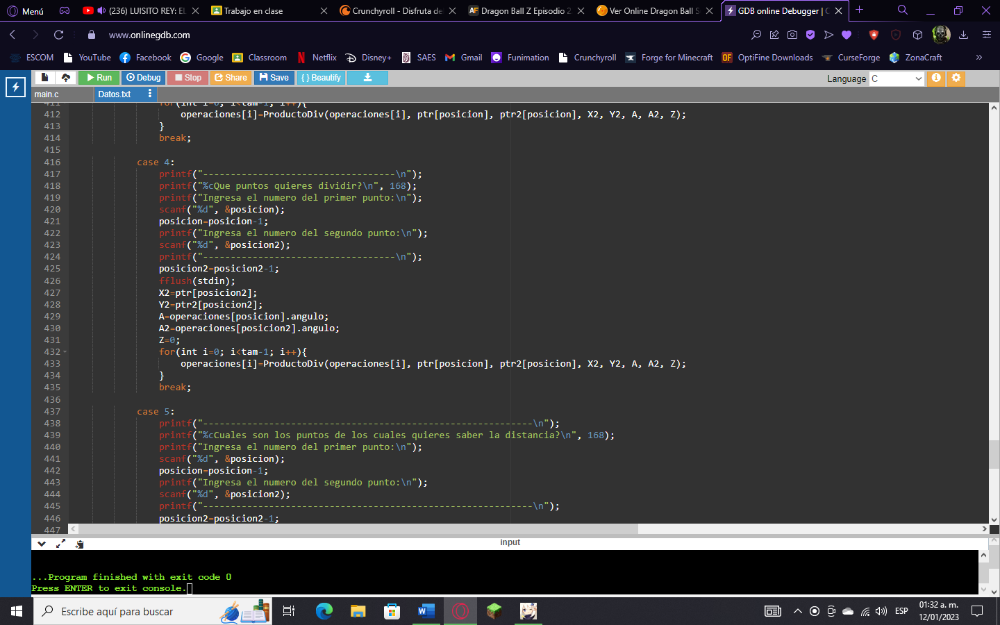 Menú
(236) LUISITO REY: EL
Trabajo en clase
Crunchyroll - Disfruta de
Dragon Ball Z Episodio 2
Ver Online Dragon Ball S
GDB online Debugger | C
www.onlinegdb.com
ESCOM YouTube Facebook Google Classroom Netflix Disney+ SAES Gmail Funimation Crunchyroll Forge for Minecraft OptiFine Downloads CurseForge ZonaCraft
Run Debug Stop Share Save { } Beautify Language C
main.c Datos.txt
411 for(int i=0; i<tam-1; i++){
412 operaciones[i]=ProductoDiv(operaciones[i], ptr[posicion], ptr2[posicion], X2, Y2, A, A2, Z);
413 }
414 break;
415
416 case 4:
417 printf("-----------------------------------\n");
418 printf("%cQue puntos quieres dividir?\n", 168);
419 printf("Ingresa el numero del primer punto:\n");
420 scanf("%d", &posicion);
421 posicion=posicion-1;
422 printf("Ingresa el numero del segundo punto:\n");
423 scanf("%d", &posicion2);
424 printf("-----------------------------------\n");
425 posicion2=posicion2-1;
426 fflush(stdin);
427 X2=ptr[posicion2];
428 Y2=ptr2[posicion2];
429 A=operaciones[posicion].angulo;
430 A2=operaciones[posicion2].angulo;
431 Z=0;
432 for(int i=0; i<tam-1; i++){
433 operaciones[i]=ProductoDiv(operaciones[i], ptr[posicion], ptr2[posicion], X2, Y2, A, A2, Z);
434 }
435 break;
436
437 case 5:
438 printf("------------------------------------------------------------\n");
439 printf("%cCuales son los puntos de los cuales quieres saber la distancia?\n", 168);
440 printf("Ingresa el numero del primer punto:\n");
441 scanf("%d", &posicion);
442 posicion=posicion-1;
443 printf("Ingresa el numero del segundo punto:\n");
444 scanf("%d", &posicion2);
445 printf("------------------------------------------------------------\n");
446 posicion2=posicion2-1;
447
input
...Program finished with exit code 0
Press ENTER to exit console.
Escribe aquí para buscar
ESP
01:32 a. m.
12/01/2023